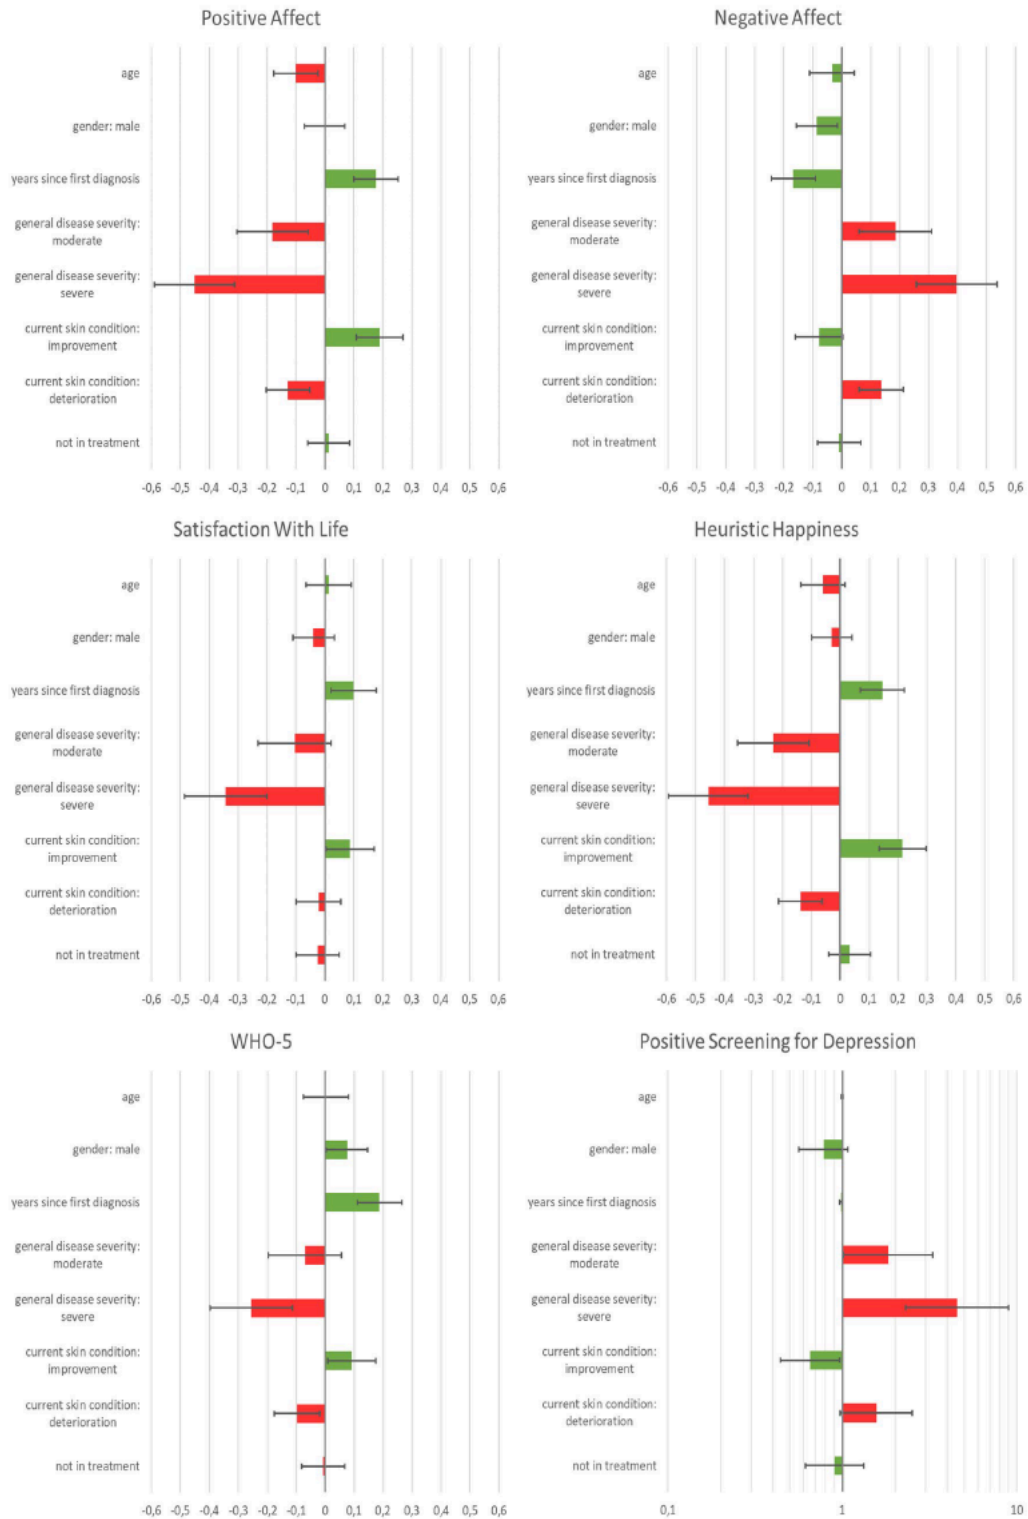 Positive Affect
age
gender: male
years since first diagnosis
general disease severity:
moderate
general disease severity:
severe
current skin condition:
improvement
current skin condition:
deterioration
not in treatment
-0,6 -0,5 -0,4 -0,3 -0,2 -0,1 0 0,1 0,2 0,3 0,4 0,5 0,6
Negative Affect
age
gender: male
years since first diagnosis
general disease severity:
moderate
general disease severity:
severe
current skin condition:
improvement
current skin condition:
deterioration
not in treatment
-0,6 -0,5 -0,4 -0,3 -0,2 -0,1 0 0,1 0,2 0,3 0,4 0,5 0,6
Satisfaction With Life
age
gender: male
years since first diagnosis
general disease severity:
moderate
general disease severity:
severe
current skin condition:
improvement
current skin condition:
deterioration
not in treatment
-0,6 -0,5 -0,4 -0,3 -0,2 -0,1 0 0,1 0,2 0,3 0,4 0,5 0,6
Heuristic Happiness
age
gender: male
years since first diagnosis
general disease severity:
moderate
general disease severity:
severe
current skin condition:
improvement
current skin condition:
deterioration
not in treatment
-0,6 -0,5 -0,4 -0,3 -0,2 -0,1 0 0,1 0,2 0,3 0,4 0,5 0,6
WHO-5
age
gender: male
years since first diagnosis
general disease severity:
moderate
general disease severity:
severe
current skin condition:
improvement
current skin condition:
deterioration
not in treatment
-0,6 -0,5 -0,4 -0,3 -0,2 -0,1 0 0,1 0,2 0,3 0,4 0,5 0,6
Positive Screening for Depression
age
gender: male
years since first diagnosis
general disease severity:
moderate
general disease severity:
severe
current skin condition:
improvement
current skin condition:
deterioration
not in treatment
0,1 1 10